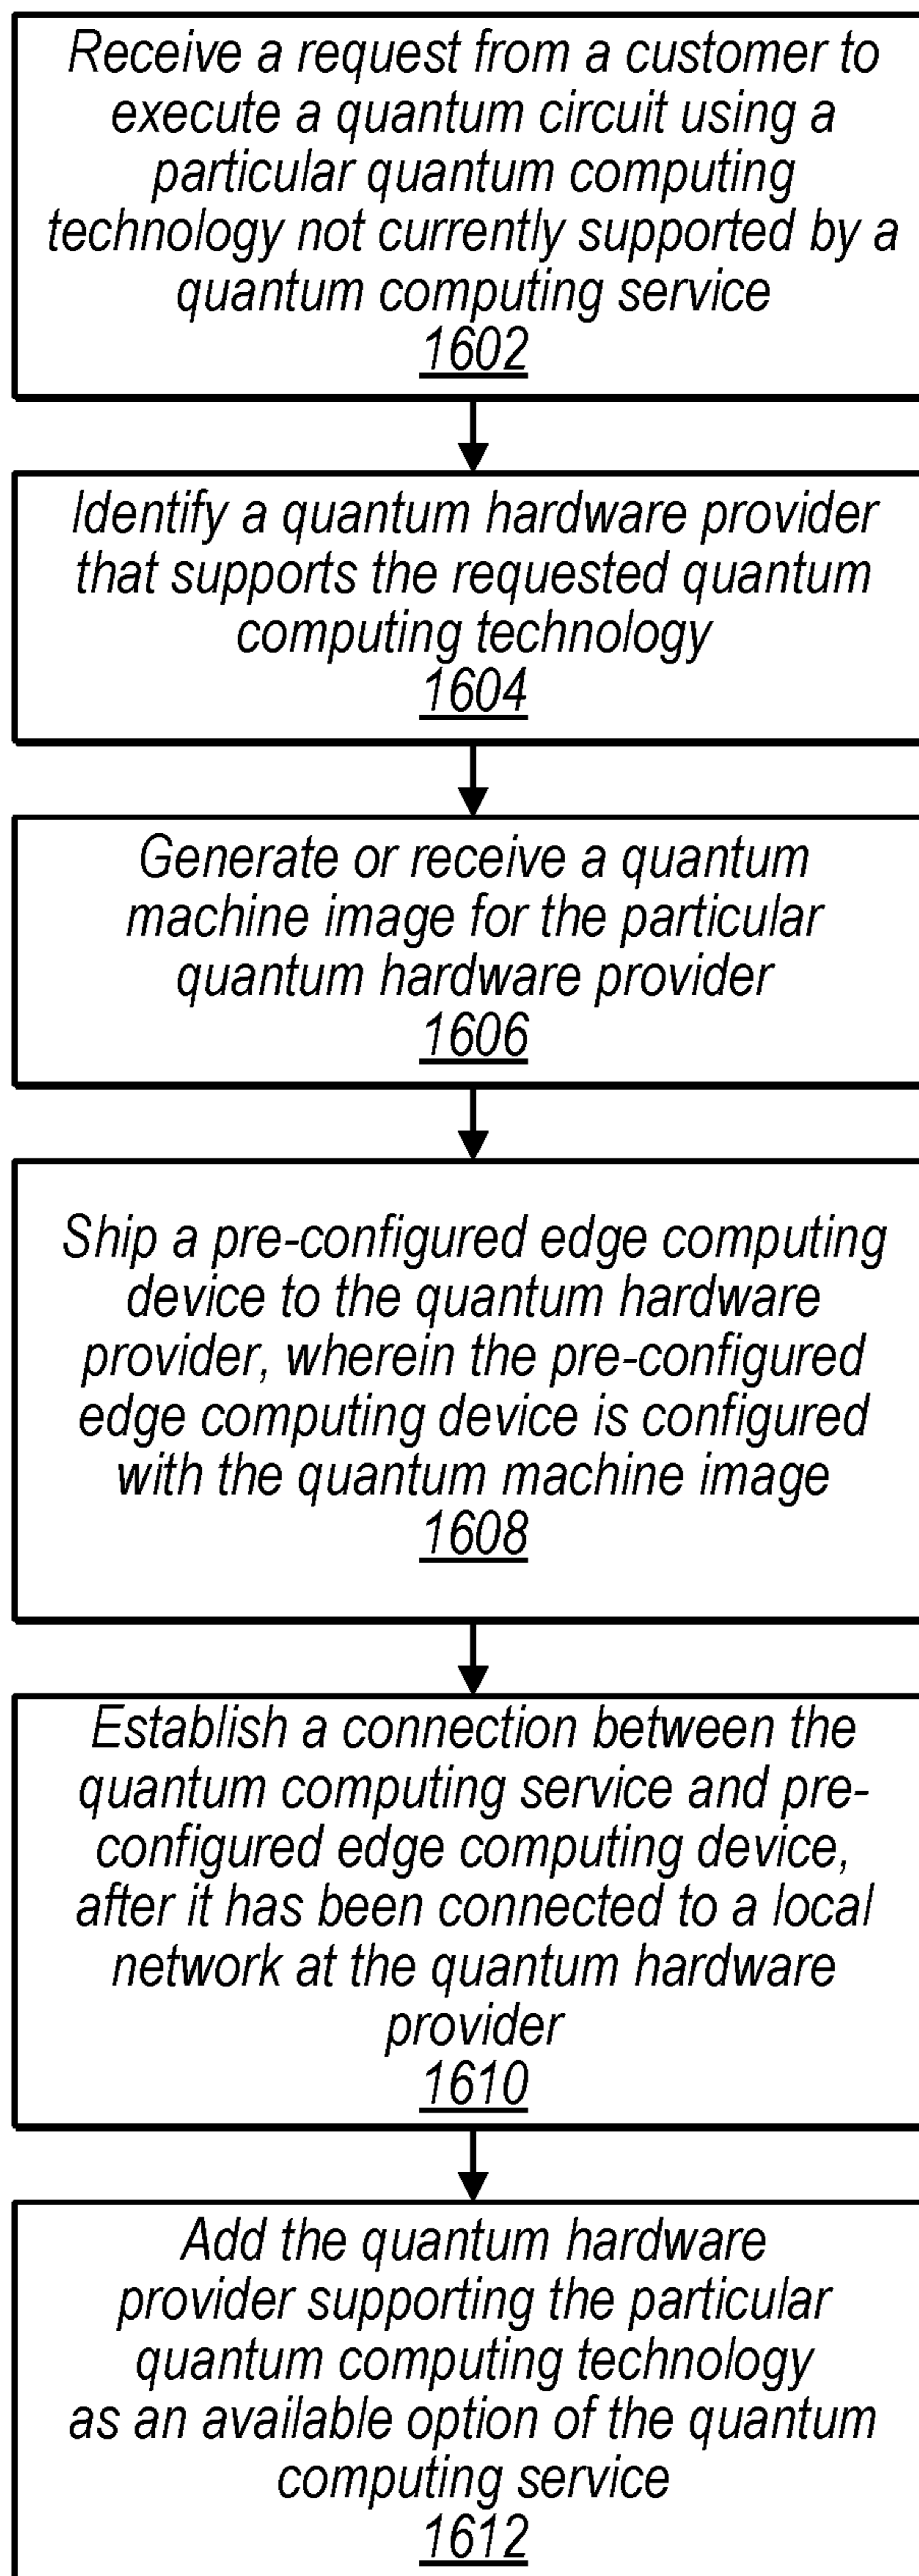 Receive a request from a customer to
execute a quantum circuit using a
particular quantum computing
technology not currently supported by a
quantum computing service
1602
Identify a quantum hardware provider
that supports the requested quantum
computing technology
1604
Generate or receive a quantum
machine image for the particular
quantum hardware provider
1606
Ship a pre-configured edge computing
device to the quantum hardware
provider, wherein the pre-configured
edge computing device is configured
with the quantum machine image
1608
Establish a connection between the
quantum computing service and pre-
configured edge computing device,
after it has been connected to a local
network at the quantum hardware
provider
1610
Add the quantum hardware
provider supporting the particular
quantum computing technology
as an available option of the quantum
computing service
1612